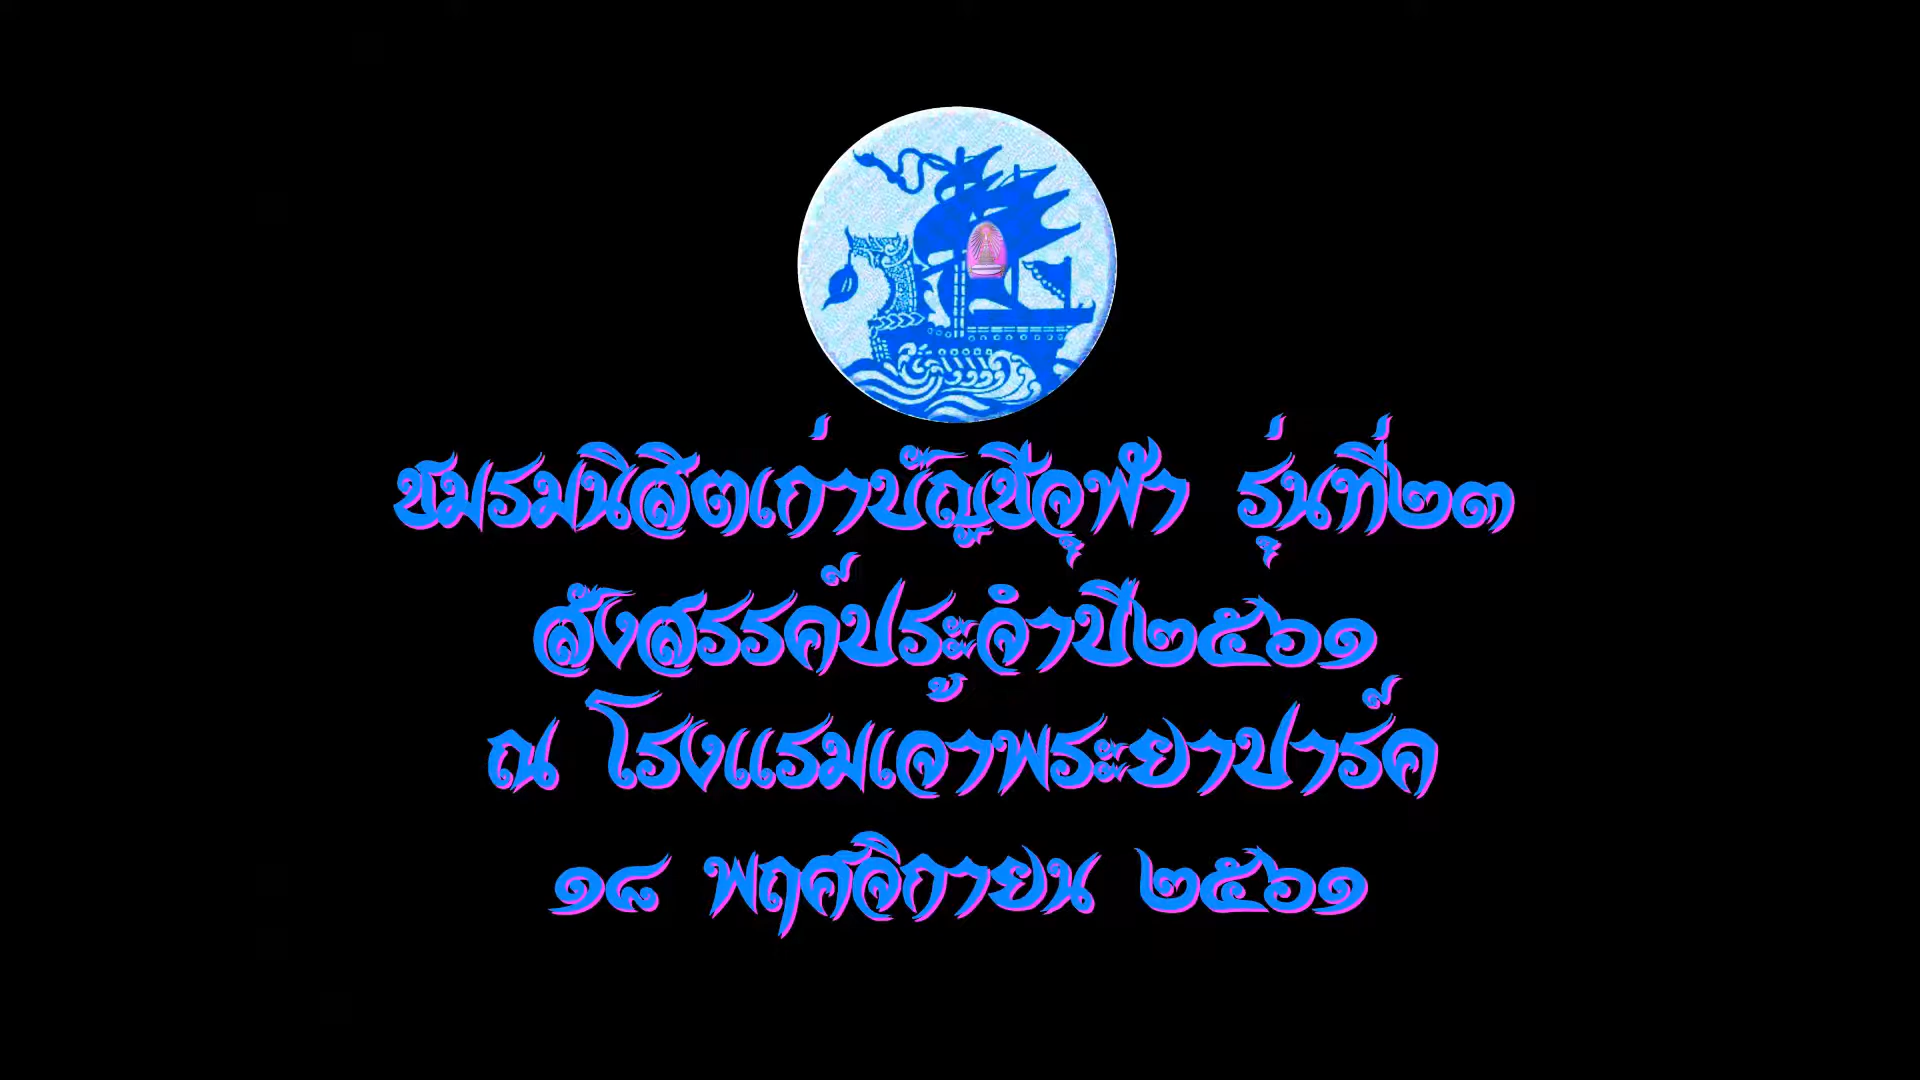 ชมรมนิสิตเก่าบัญชีจุฬา รุ่นที่๒๓
สังสรรค์ประจำปี๒๕๖๑
ณ โรงแรมเจ้าพระยาปาร์ค
๑๘ พฤศจิกายน ๒๕๖๑